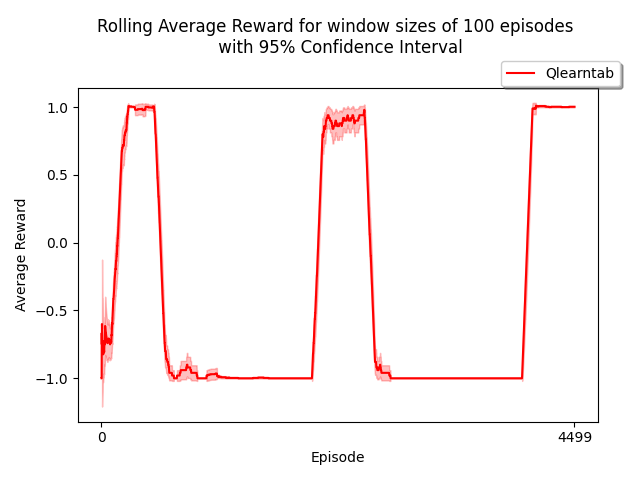 Rolling Average Reward for window sizes of 100 episodes
with 95% Confidence Interval
Qlearntab
1.0
0.5
0.0
−0.5
−1.0
Average Reward
0
4499
Episode